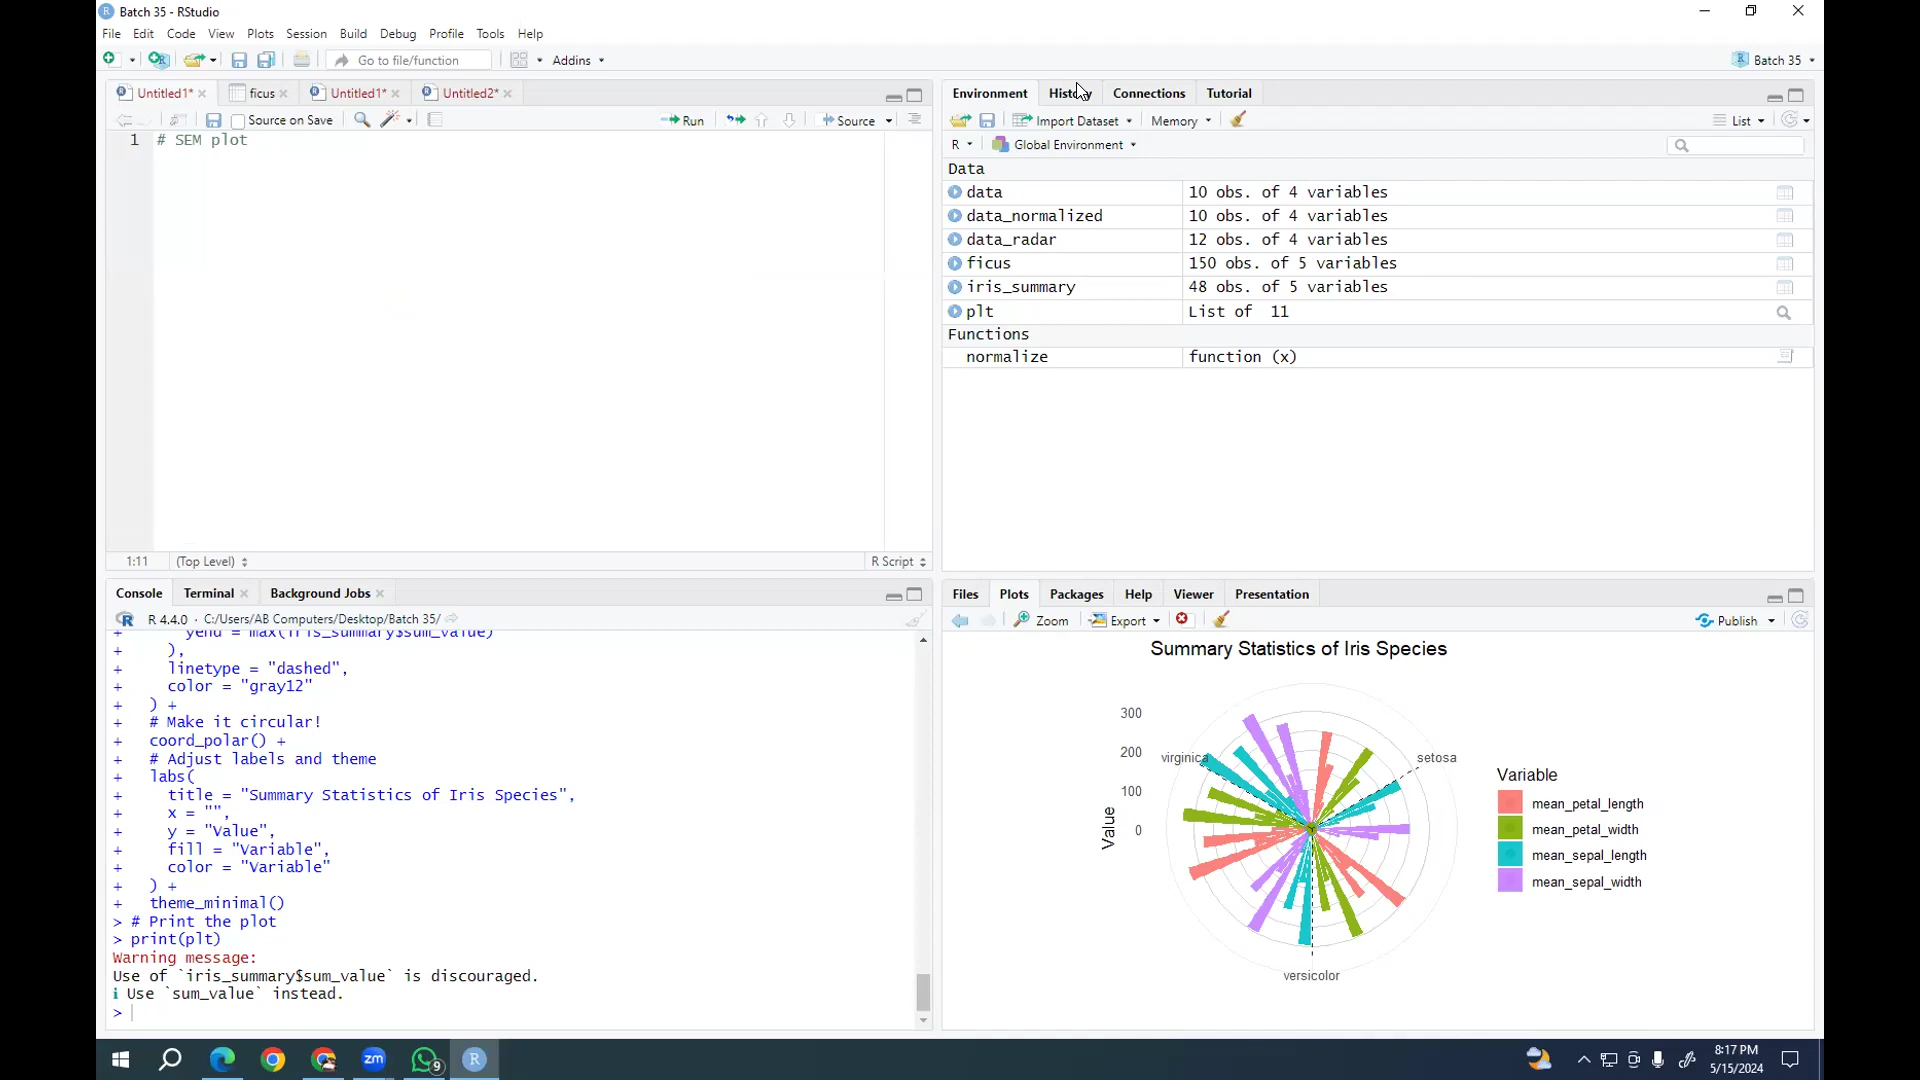 Batch 35 - RStudio
File Edit Code View Plots Session Build Debug Profile Tools Help
Go to file/function Addins Batch 35
Untitled1* ficus Untitled1* Untitled2*
Source on Save Run Source
1 # SEM plot
1:11 (Top Level) R Script
Console Terminal Background Jobs
R 4.4.0 · C:/Users/AB Computers/Desktop/Batch 35/
+ yend = max(iris_summary$sum_value)
+ ),
+ linetype = "dashed",
+ color = "gray12"
+ ) +
+ # Make it circular!
+ coord_polar() +
+ # Adjust labels and theme
+ labs(
+ title = "Summary Statistics of Iris Species",
+ x = "",
+ y = "Value",
+ fill = "Variable",
+ color = "Variable"
+ ) +
+ theme_minimal()
> # Print the plot
> print(plt)
Warning message:
Use of `iris_summary$sum_value` is discouraged.
ℹ Use `sum_value` instead.
>
Environment History Connections Tutorial
Import Dataset Memory List
R Global Environment
Data
data 10 obs. of 4 variables
data_normalized 10 obs. of 4 variables
data_radar 12 obs. of 4 variables
ficus 150 obs. of 5 variables
iris_summary 48 obs. of 5 variables
plt List of 11
Functions
normalize function (x)
Files Plots Packages Help Viewer Presentation
Zoom Export Publish
Summary Statistics of Iris Species
300
200
100
0
Value
virginica
setosa
versicolor
Variable
mean_petal_length
mean_petal_width
mean_sepal_length
mean_sepal_width
zm 9 R
8:17 PM
5/15/2024